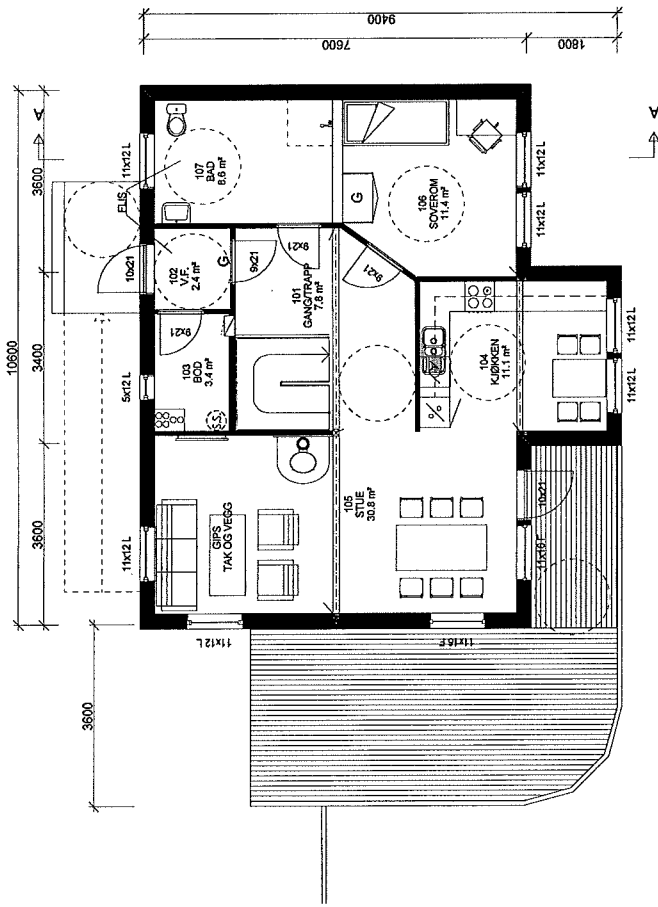 9400
7600
1800
10600
3600
3400
3600
3600
A
A
11x12 L
10x21
5x12 L
11x12 L
FLIS
107
BAD
8.6 m²
106
SOVEROM
11.4 m²
G
11x12 L
11x12 L
102
V.F.
2.4 m²
G
9x21
9x21
9x21
9x21
101
GANG/TRAPP
7.8 m²
103
BOD
3.4 m²
S.S.
104
KJØKKEN
11.1 m²
11x12 L
11x12 L
GIPS
TAK OG VEGG
105
STUE
30.8 m²
10x21
11x16 F
11x12 L
11x16 F